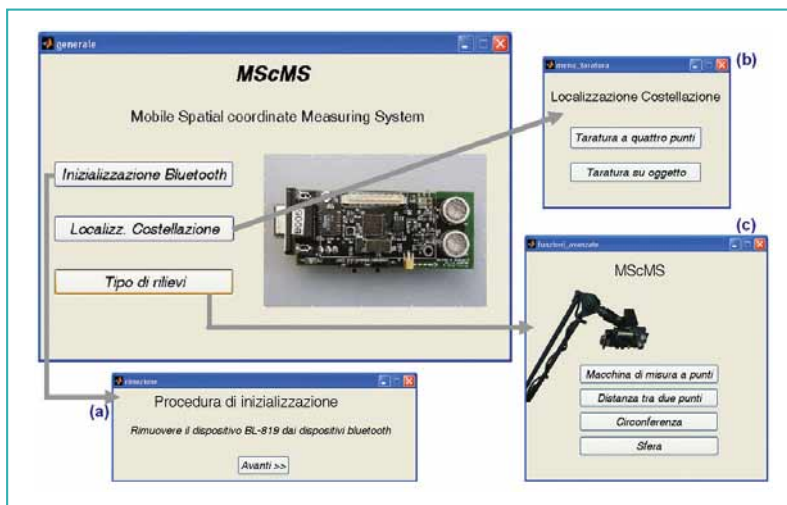 generale
MScMS
Mobile Spatial coordinate Measuring System
Inizializzazione Bluetooth
Localizz. Costellazione
Tipo di rilievi
(b)
Localizzazione Costellazione
Taratura a quattro punti
Taratura su oggetto
(c)
funzioni_avanzate
MScMS
Macchina di misura a punti
Distanza tra due punti
Circonferenza
Sfera
(a)
Procedura di inizializzazione
Rimuovere il dispositivo BL-819 dai dispositivi bluetooth
Avanti >>